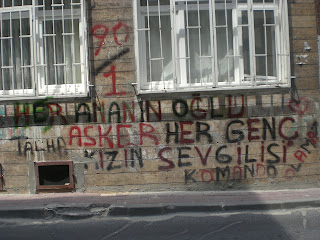 90
1
HER ANANIN OĞLU
TALHA ASKER HER GENÇ
KIZIN SEVGİLİSİ
KOMANDO